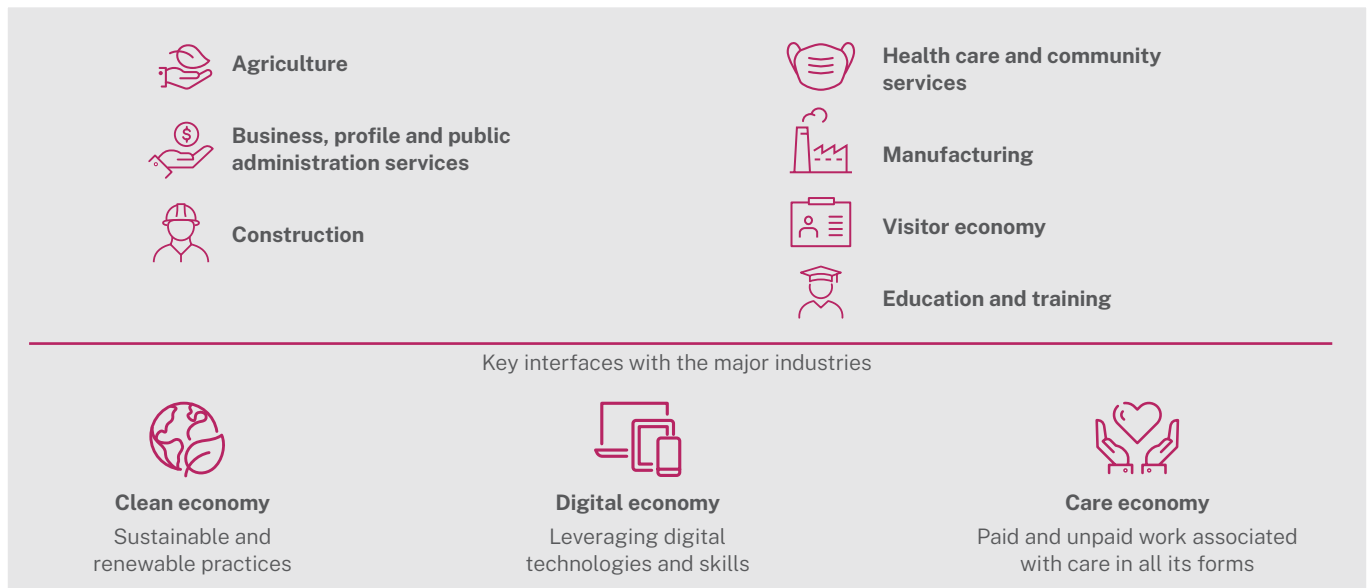 Agriculture
Business, profile and public
administration services
Construction
Health care and community
services
Manufacturing
Visitor economy
Education and training
Key interfaces with the major industries
Clean economy
Sustainable and
renewable practices
Digital economy
Leveraging digital
technologies and skills
Care economy
Paid and unpaid work associated
with care in all its forms